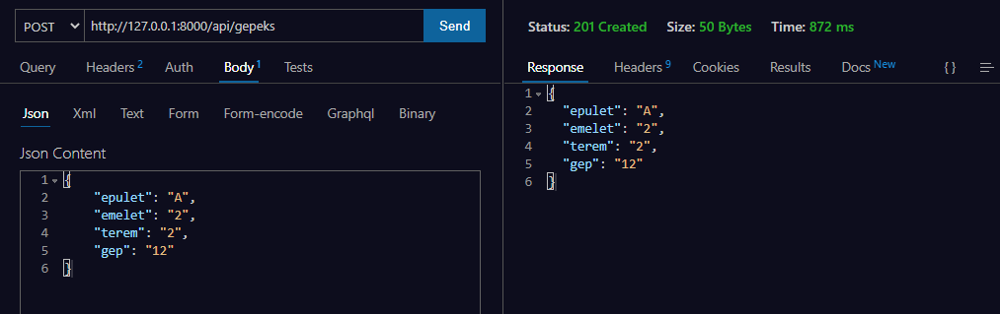 POST http://127.0.0.1:8000/api/gepeks Send
Query Headers 2 Auth Body 1 Tests
Json Xml Text Form Form-encode Graphql Binary
Json Content
1 {
2 "epulet": "A",
3 "emelet": "2",
4 "terem": "2",
5 "gep": "12"
6 }
Status: 201 Created Size: 50 Bytes Time: 872 ms
Response Headers 9 Cookies Results Docs New { }
1 {
2 "epulet": "A",
3 "emelet": "2",
4 "terem": "2",
5 "gep": "12"
6 }